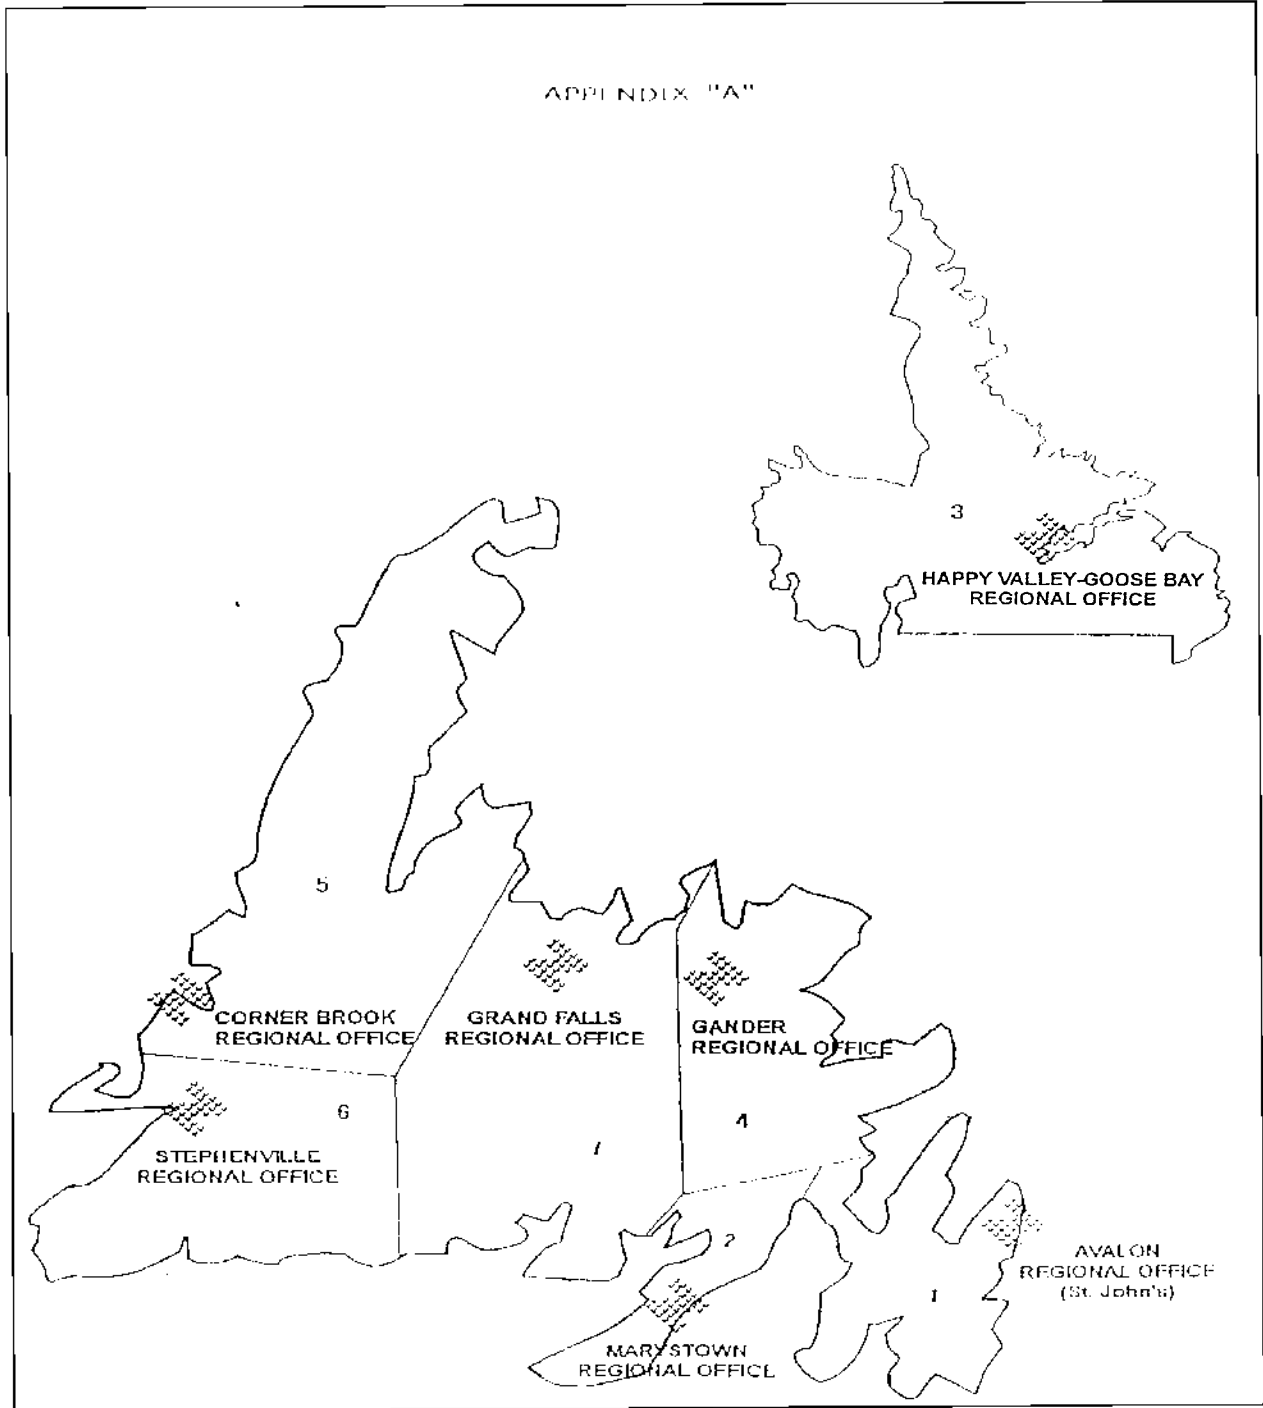 APPENDIX "A"
3
HAPPY VALLEY-GOOSE BAY
REGIONAL OFFICE
5
CORNER BROOK
REGIONAL OFFICE
GRAND FALLS
REGIONAL OFFICE
GANDER
REGIONAL OFFICE
6
4
STEPHENVILLE
REGIONAL OFFICE
2
AVALON
REGIONAL OFFICE
(St. John's)
1
MARYSTOWN
REGIONAL OFFICE